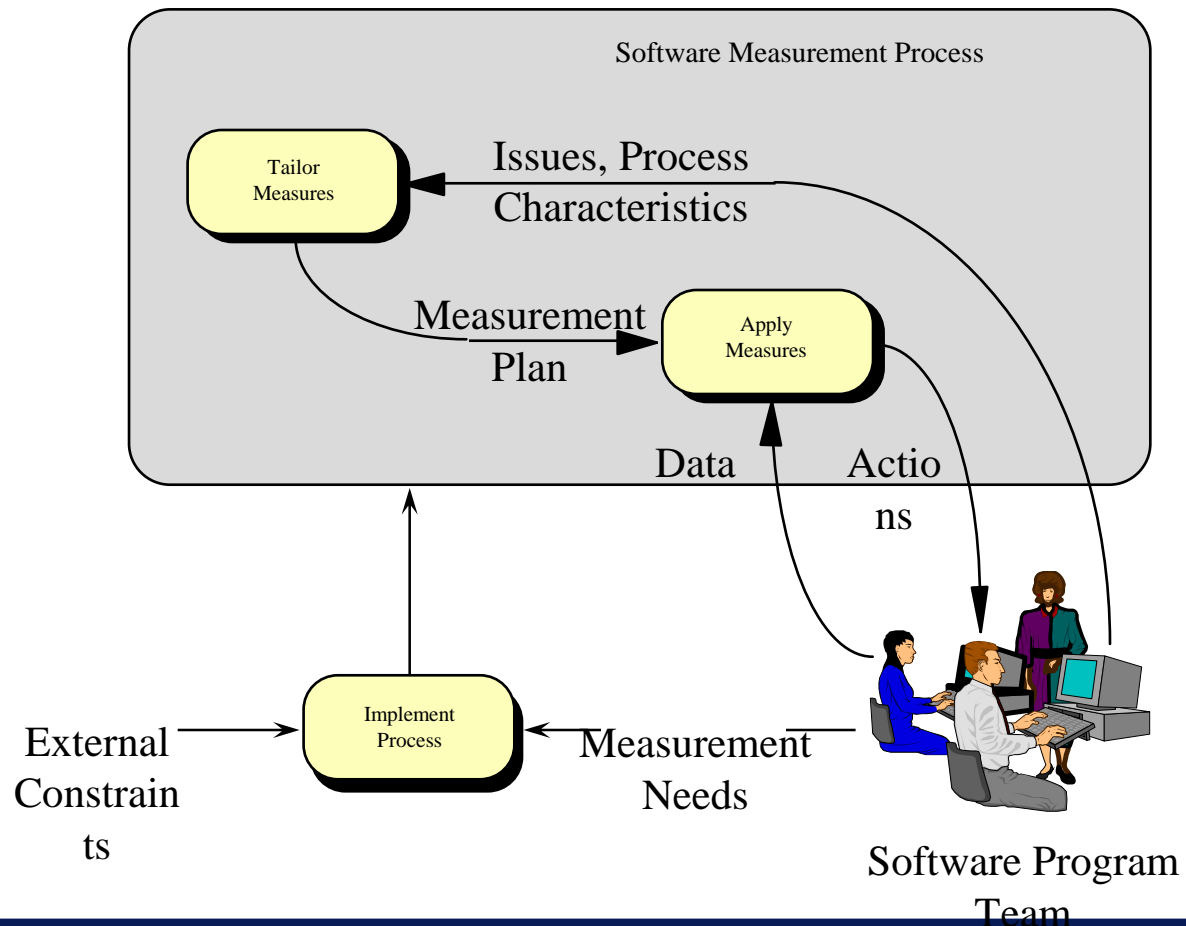 Software Measurement Process
Tailor
Measures
Issues, Process
Characteristics
Measurement
Plan
Apply
Measures
Data
Actio
ns
Implement
Process
External
Constrain
ts
Measurement
Needs
Software Program
Team